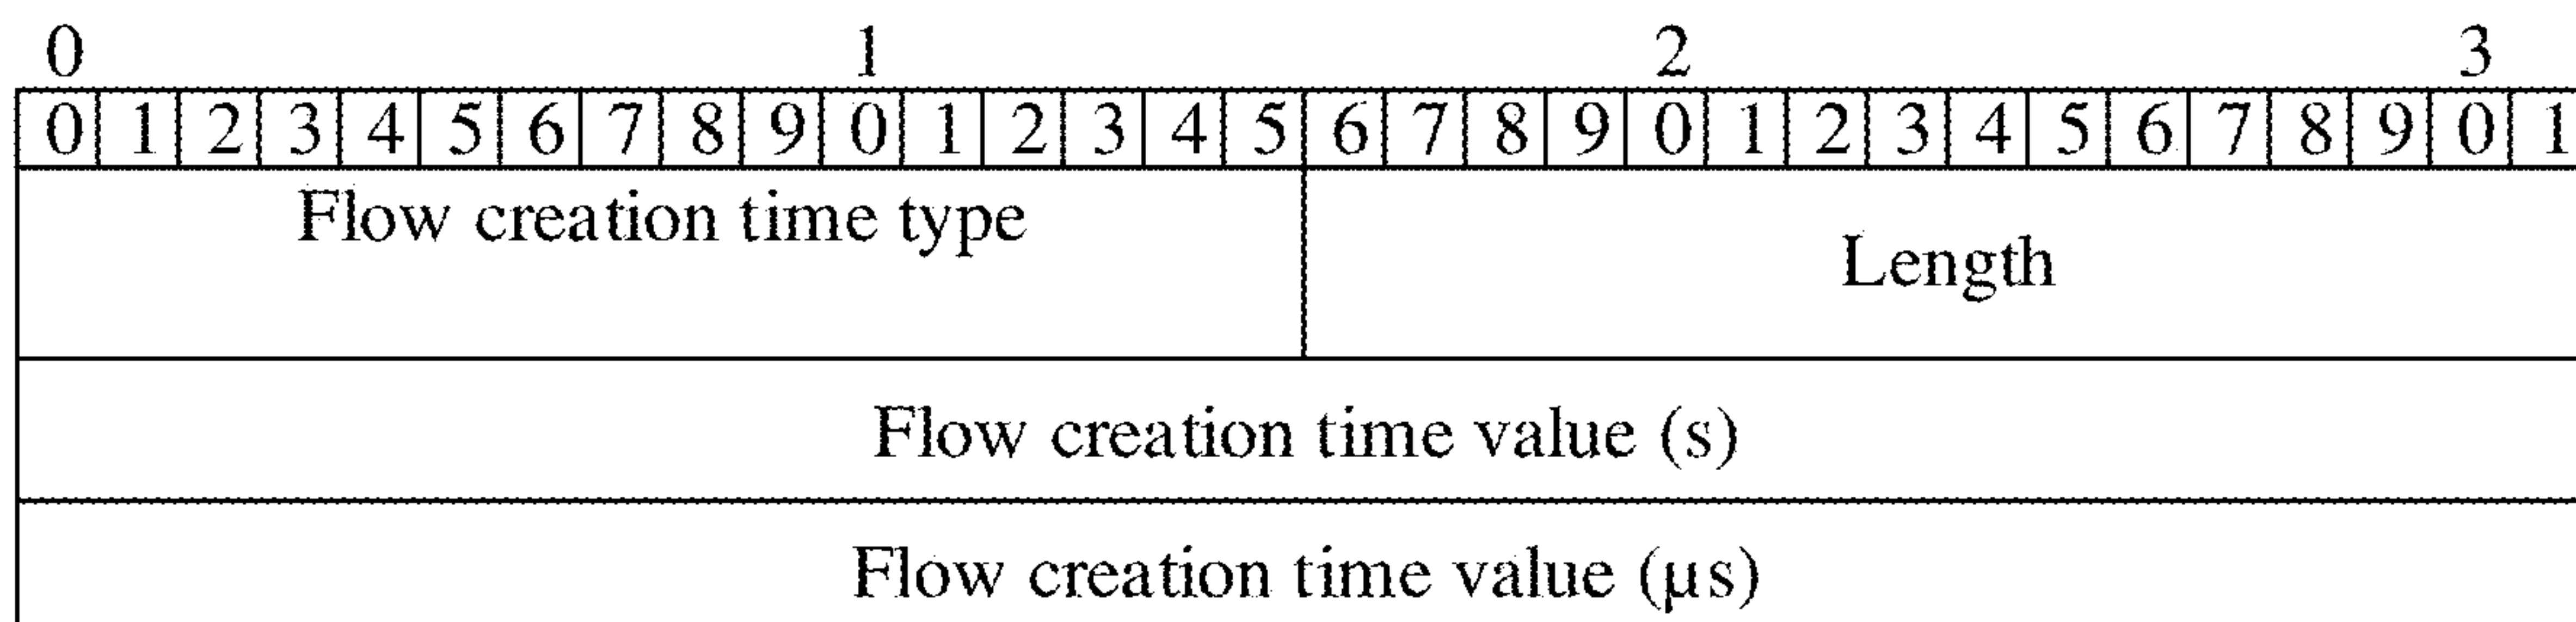 0 1 2 3
0 1 2 3 4 5 6 7 8 9 0 1 2 3 4 5 6 7 8 9 0 1 2 3 4 5 6 7 8 9 0 1
Flow creation time type
Length
Flow creation time value (s)
Flow creation time value (µs)